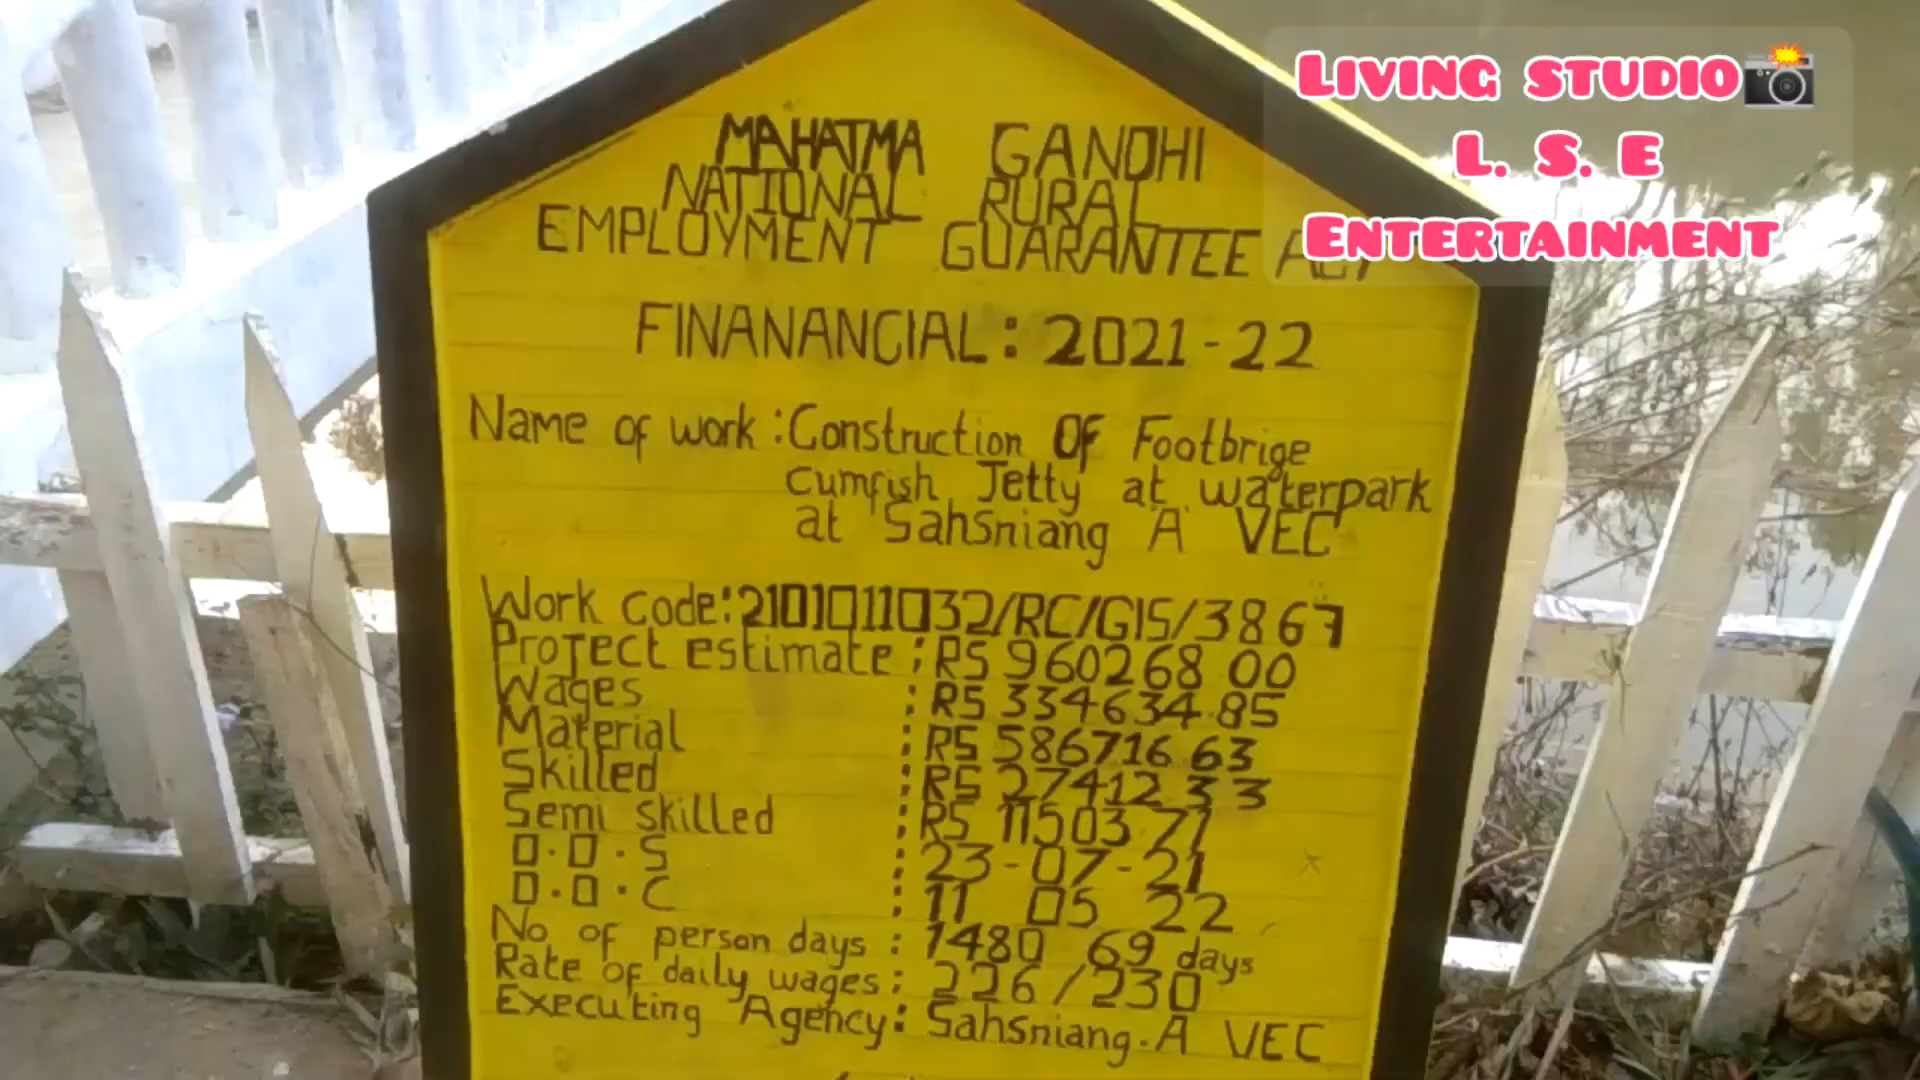 LIVING STUDIO📸
L. S. E
ENTERTAINMENT
MAHATMA GANDHI
NATIONAL RURAL
EMPLOYMENT GUARANTEE ACT
FINANANCIAL: 2021-22
Name of work : Construction OF Footbrige
cumfish Jetty at waterpark
at Sahsniang A VEC
Work code: 2101011032/RC/GIS/3867
Project estimate : RS 960268 00
Wages : RS 334634.85
Material : RS 586716 63
Skilled : RS 27412 33
Semi skilled : RS 11503 77
D.O.S : 23-07-21
D.O.C : 11 05 22
No of person days : 1480 69 days
Rate of daily wages : 226/230
Executing Agency: Sahsniang.A VEC